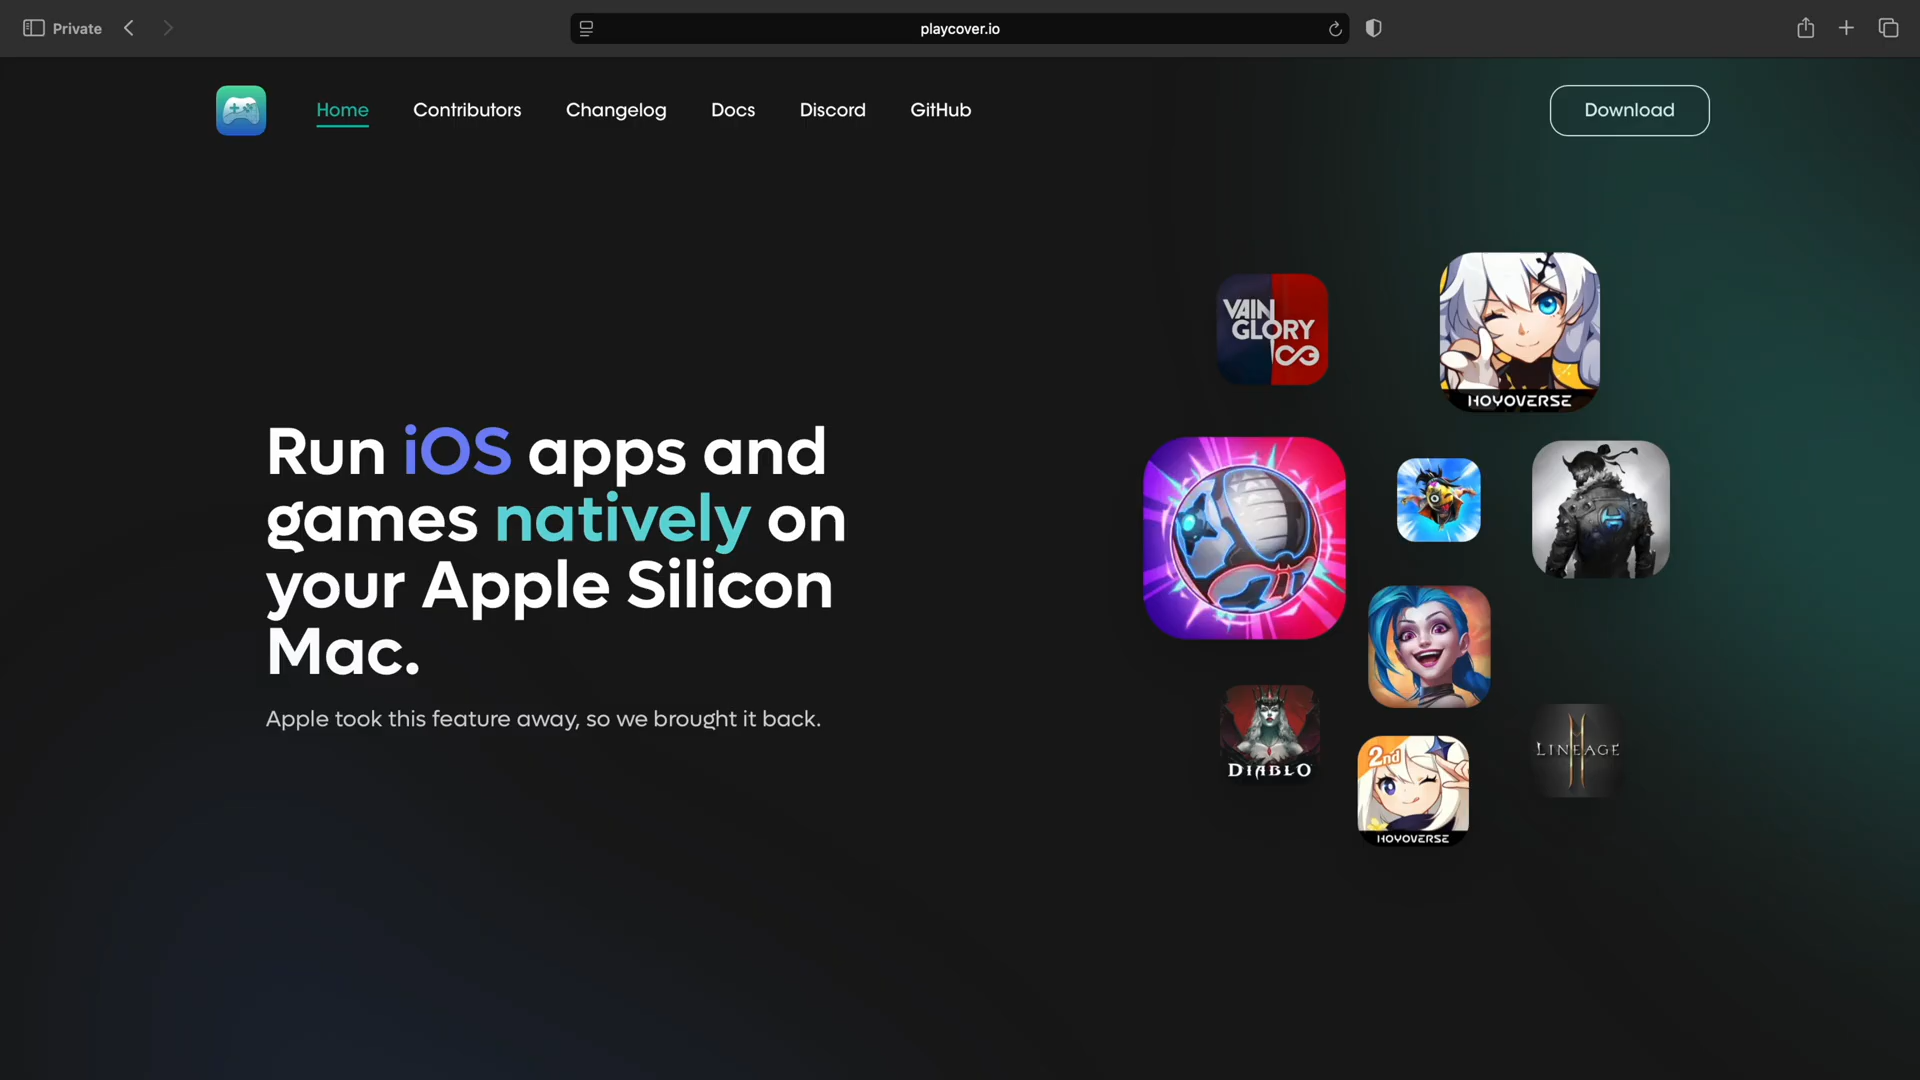 Private
playcover.io
Home
Contributors
Changelog
Docs
Discord
GitHub
Download
Run iOS apps and
games natively on
your Apple Silicon
Mac.
Apple took this feature away, so we brought it back.
VAIN
GLORY
HOYOVERSE
DIABLO
2nd
HOYOVERSE
LINEAGE